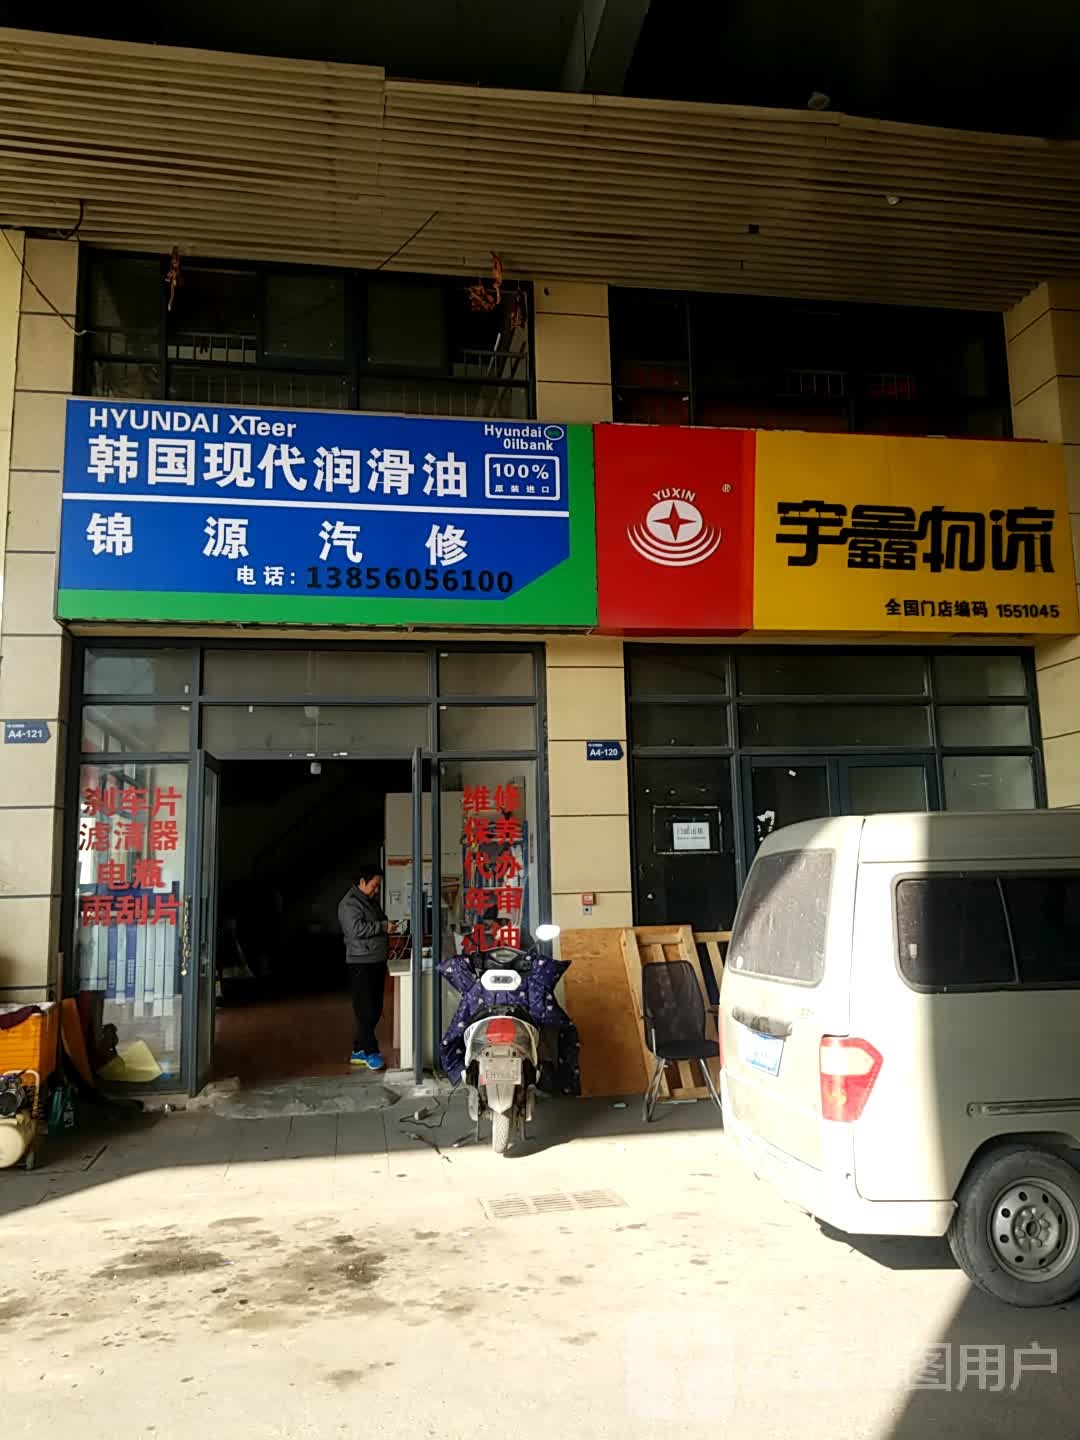 HYUNDAI XTeer
Hyundai
Oilbank
韩国现代润滑油
100%
原装进口
锦源汽修
电话:13856056100
YUXIN
®
宇鑫物流
全国门店编码 1551045
A4-121
A4-120
刹车片
滤清器
电瓶
雨刮片
维修
保养
代办
年审
机油
图用户